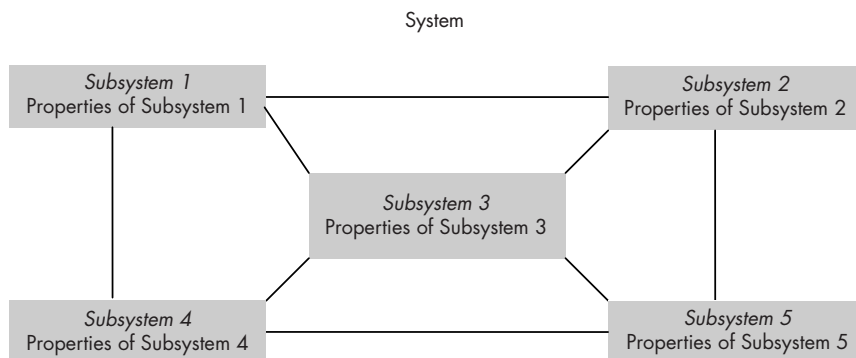 System
Subsystem 1
Properties of Subsystem 1
Subsystem 2
Properties of Subsystem 2
Subsystem 3
Properties of Subsystem 3
Subsystem 4
Properties of Subsystem 4
Subsystem 5
Properties of Subsystem 5